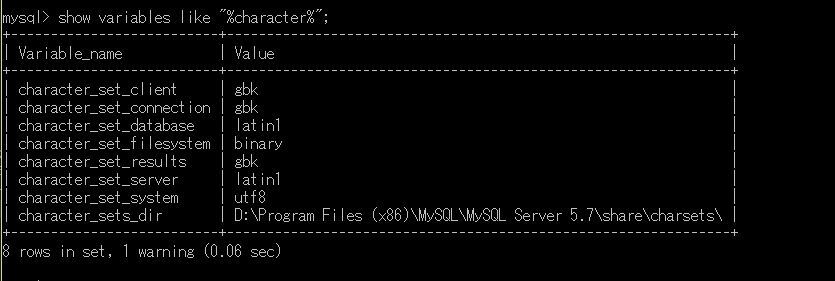 mysql> show variables like "%character%";
+--------------------------+---------------------------------------------------------+
| Variable_name            | Value                                                   |
+--------------------------+---------------------------------------------------------+
| character_set_client     | gbk                                                     |
| character_set_connection | gbk                                                     |
| character_set_database   | latin1                                                  |
| character_set_filesystem | binary                                                  |
| character_set_results    | gbk                                                     |
| character_set_server     | latin1                                                  |
| character_set_system     | utf8                                                    |
| character_sets_dir       | D:\Program Files (x86)\MySQL\MySQL Server 5.7\share\charsets\ |
+--------------------------+---------------------------------------------------------+
8 rows in set, 1 warning (0.06 sec)